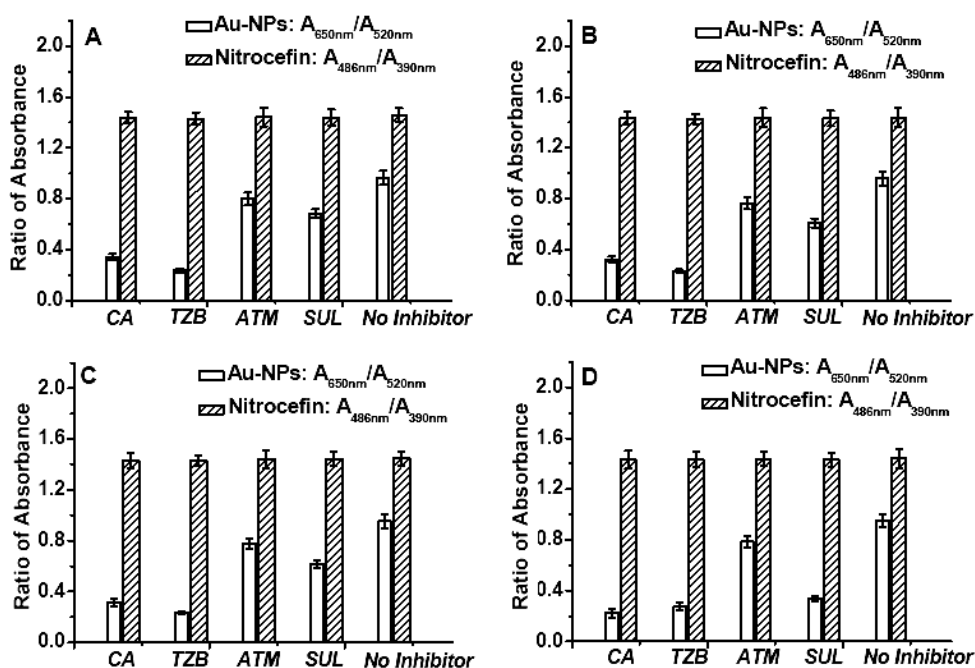 A
Au-NPs: A650nm/A520nm
Nitrocefin: A486nm/A390nm
Ratio of Absorbance
2.0
1.6
1.2
0.8
0.4
0.0
CA TZB ATM SUL No Inhibitor
B
Au-NPs: A650nm/A520nm
Nitrocefin: A486nm/A390nm
Ratio of Absorbance
2.0
1.6
1.2
0.8
0.4
0.0
CA TZB ATM SUL No Inhibitor
C
Au-NPs: A650nm/A520nm
Nitrocefin: A486nm/A390nm
Ratio of Absorbance
2.0
1.6
1.2
0.8
0.4
0.0
CA TZB ATM SUL No Inhibitor
D
Au-NPs: A650nm/A520nm
Nitrocefin: A486nm/A390nm
Ratio of Absorbance
2.0
1.6
1.2
0.8
0.4
0.0
CA TZB ATM SUL No Inhibitor